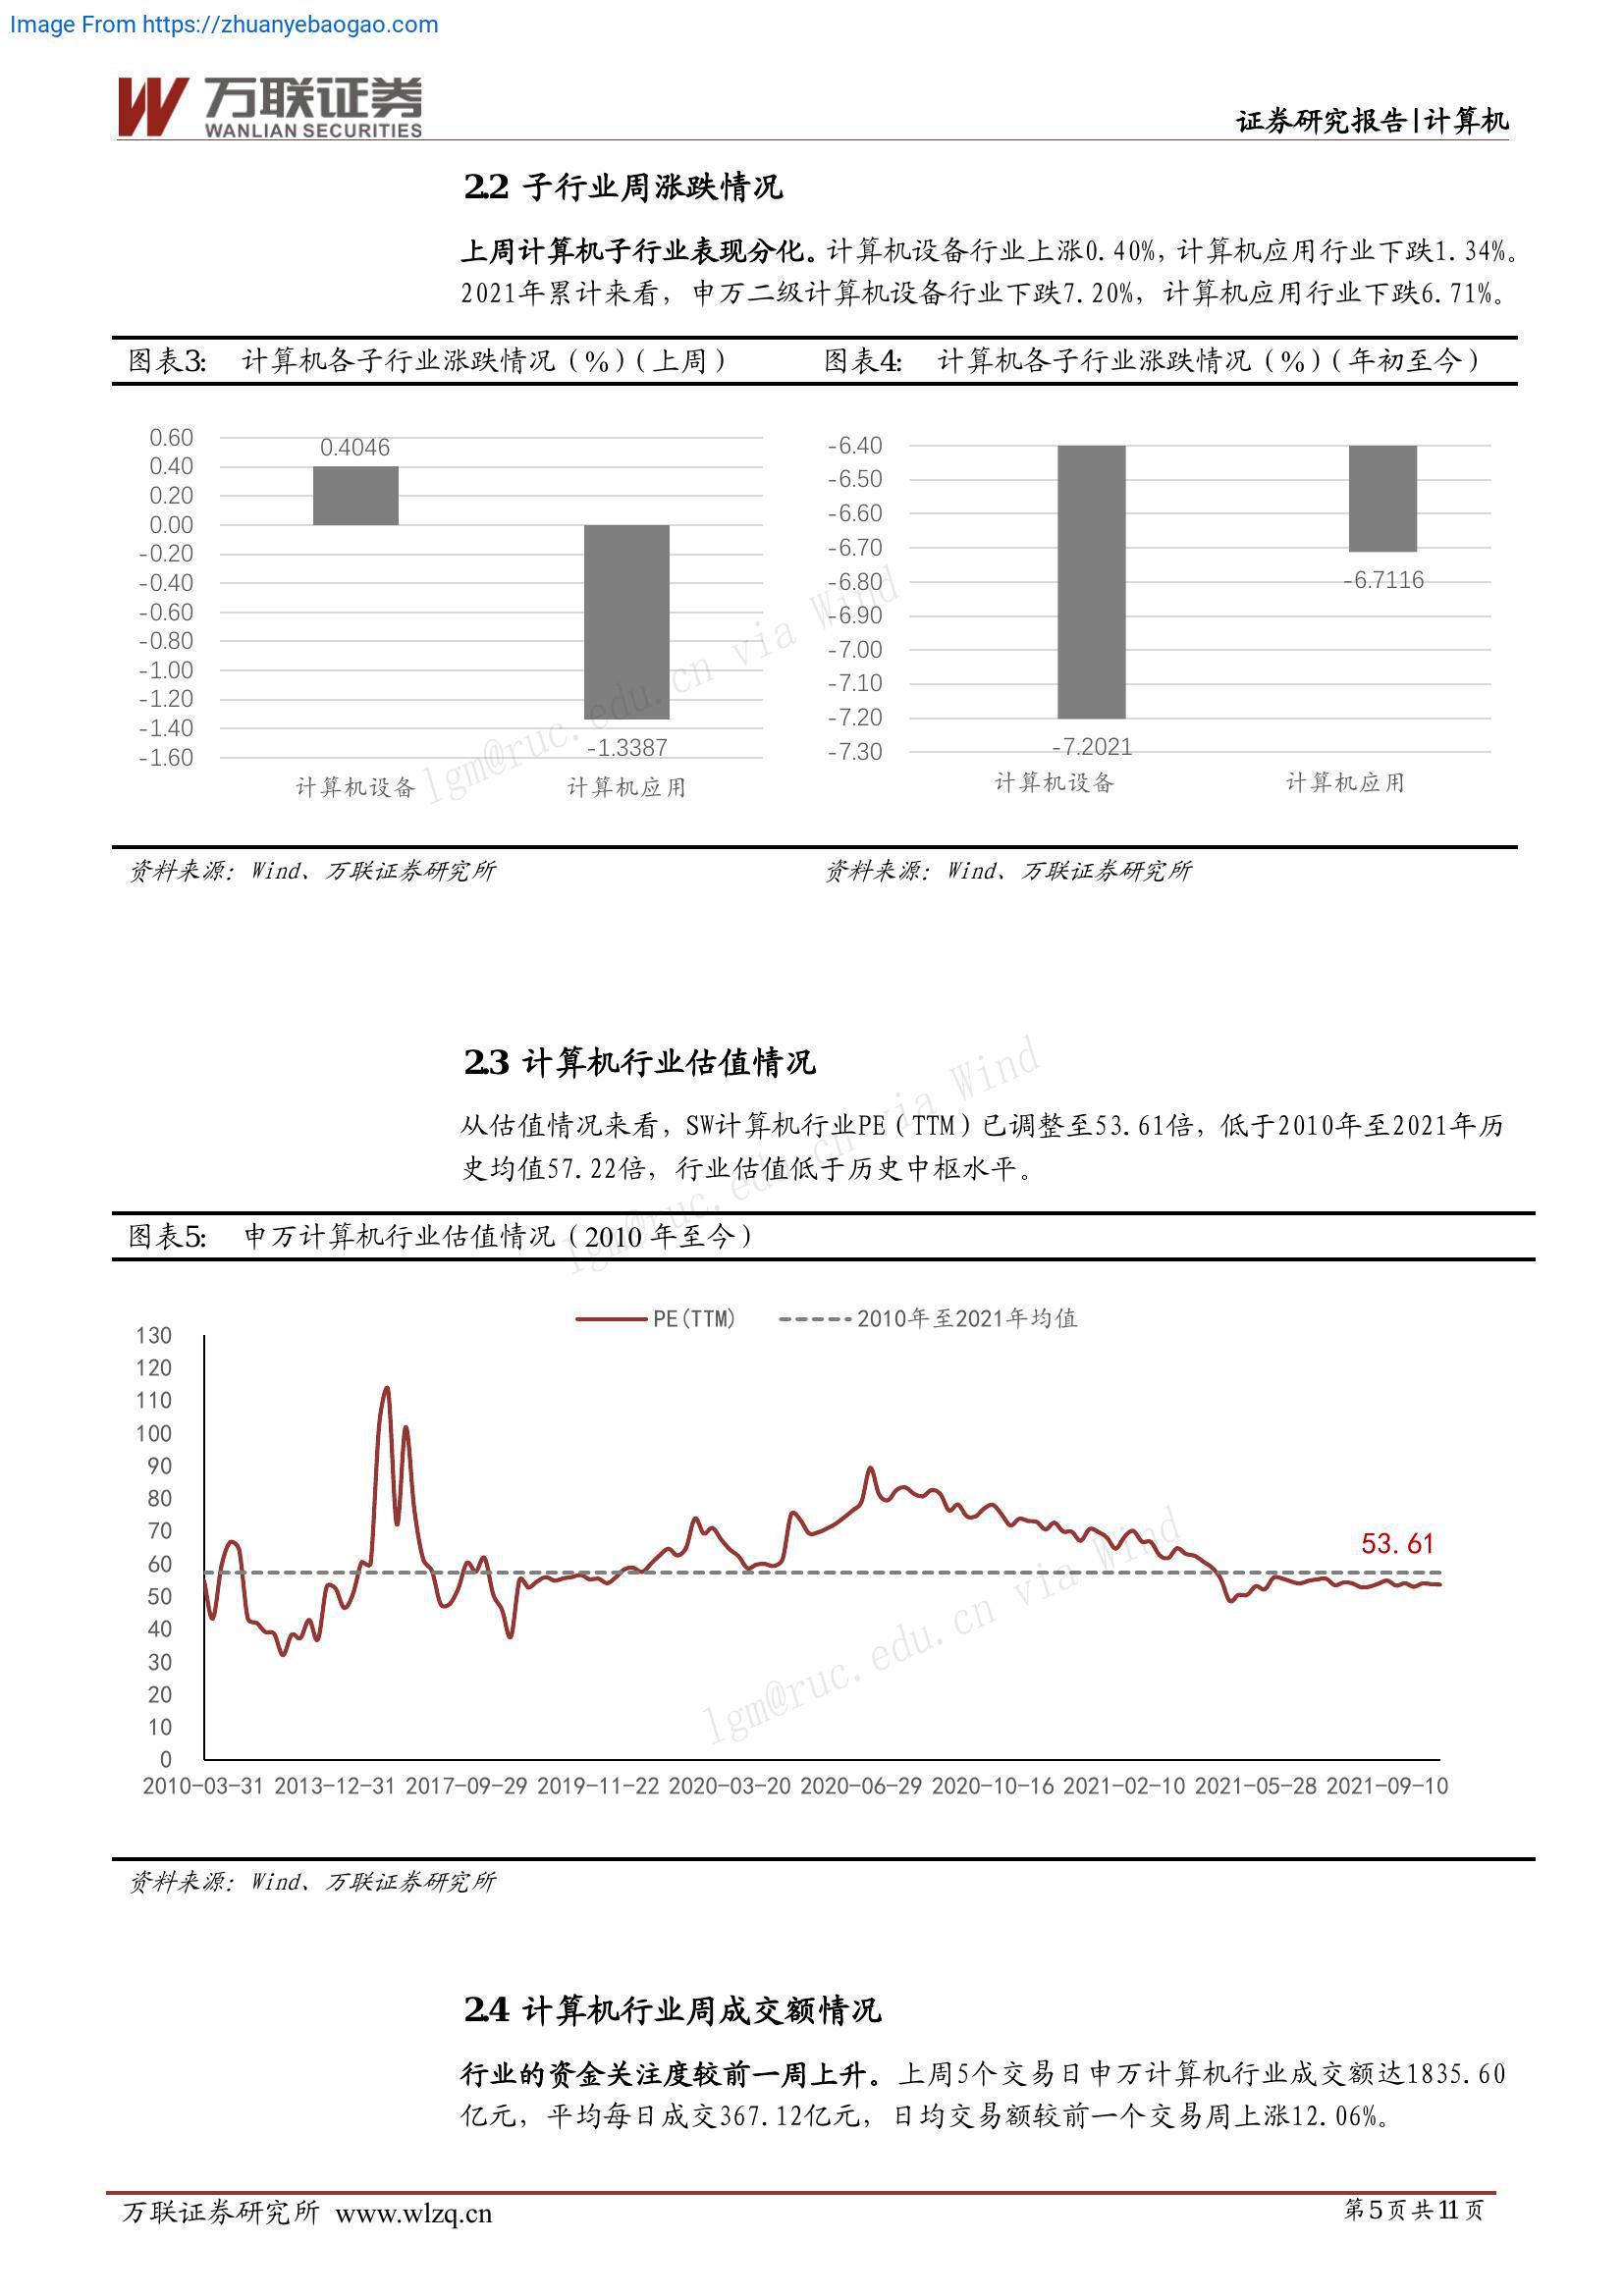 Image From https://zhuanyebaogao.com
万联证券
WANLIAN SECURITIES
证券研究报告|计算机
2.2 子行业周涨跌情况
上周计算机子行业表现分化。计算机设备行业上涨0.40%，计算机应用行业下跌1.34%。
2021年累计来看，申万二级计算机设备行业下跌7.20%，计算机应用行业下跌6.71%。
图表3: 计算机各子行业涨跌情况（%）（上周）
图表4: 计算机各子行业涨跌情况（%）（年初至今）
0.60
0.40
0.20
0.00
-0.20
-0.40
-0.60
-0.80
-1.00
-1.20
-1.40
-1.60
0.4046
-1.3387
计算机设备 计算机应用
-6.40
-6.50
-6.60
-6.70
-6.80
-6.90
-7.00
-7.10
-7.20
-7.30
-7.2021
-6.7116
计算机设备 计算机应用
lgm@ruc.edu.cn via Wind
资料来源：Wind、万联证券研究所
资料来源：Wind、万联证券研究所
2.3 计算机行业估值情况
从估值情况来看，SW计算机行业PE（TTM）已调整至53.61倍，低于2010年至2021年历
史均值57.22倍，行业估值低于历史中枢水平。
lgm@ruc.edu.cn via Wind
图表5: 申万计算机行业估值情况（2010 年至今）
PE(TTM) 2010年至2021年均值
130
120
110
100
90
80
70
60
50
40
30
20
10
0
53.61
lgm@ruc.edu.cn via Wind
2010-03-31 2013-12-31 2017-09-29 2019-11-22 2020-03-20 2020-06-29 2020-10-16 2021-02-10 2021-05-28 2021-09-10
资料来源：Wind、万联证券研究所
2.4 计算机行业周成交额情况
行业的资金关注度较前一周上升。上周5个交易日申万计算机行业成交额达1835.60
亿元，平均每日成交367.12亿元，日均交易额较前一个交易周上涨12.06%。
万联证券研究所 www.wlzq.cn
第5页共11页